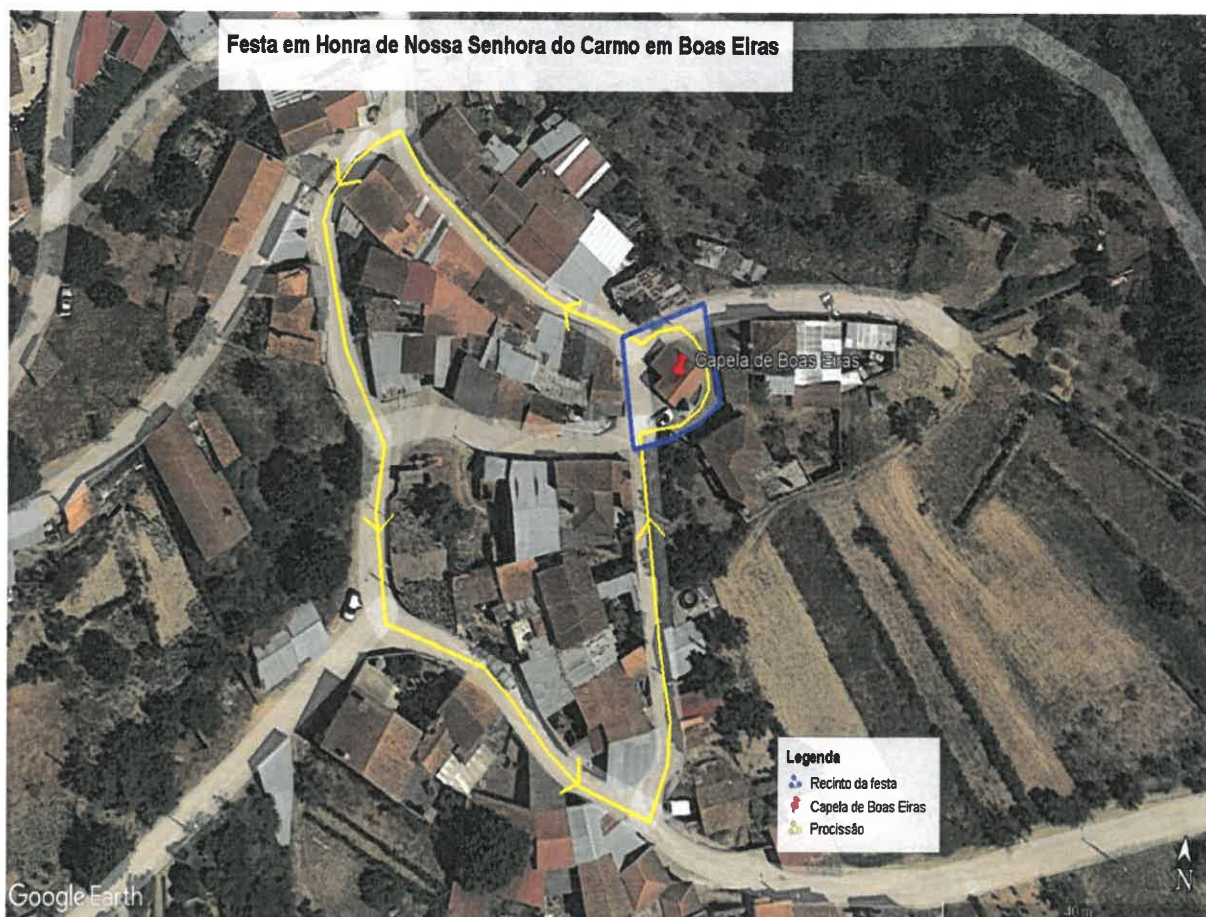 Festa em Honra de Nossa Senhora do Carmo em Boas Eiras
Capela de Boas Eiras
Legenda
Recinto da festa
Capela de Boas Eiras
Procissão
Google Earth
N
40 m